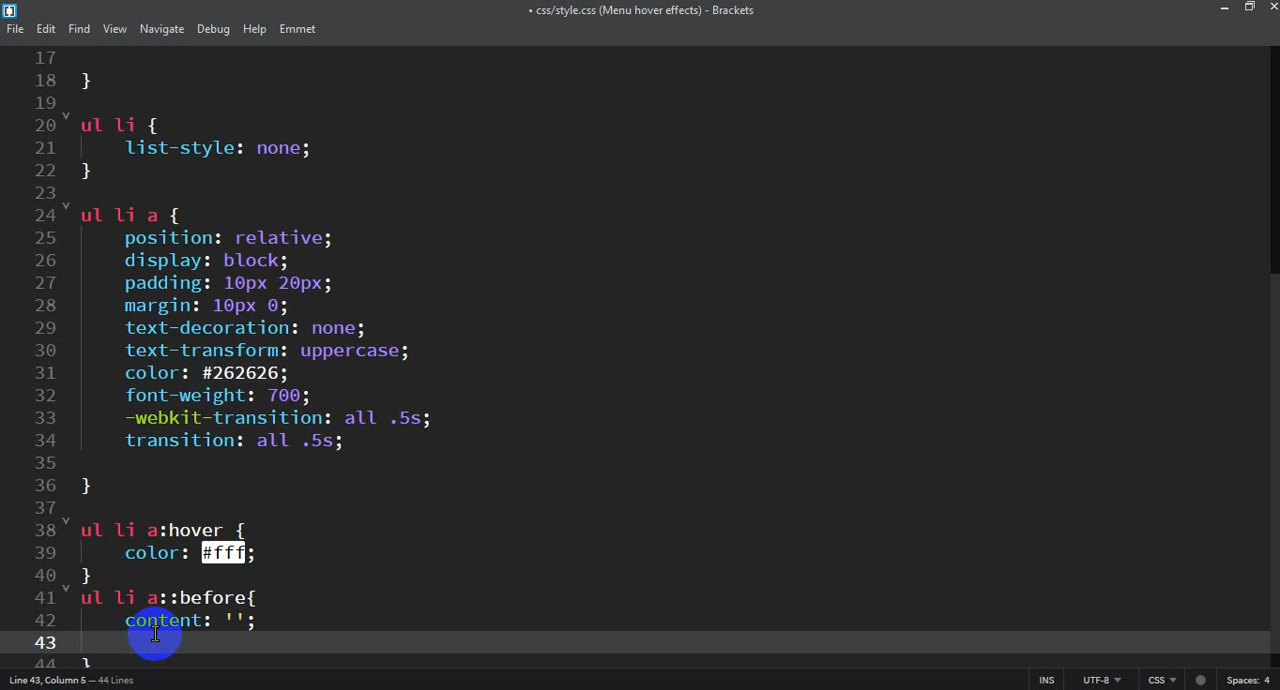 • css/style.css (Menu hover effects) - Brackets
File Edit Find View Navigate Debug Help Emmet
17
18 }
19
20 ul li {
21 list-style: none;
22 }
23
24 ul li a {
25 position: relative;
26 display: block;
27 padding: 10px 20px;
28 margin: 10px 0;
29 text-decoration: none;
30 text-transform: uppercase;
31 color: #262626;
32 font-weight: 700;
33 -webkit-transition: all .5s;
34 transition: all .5s;
35
36 }
37
38 ul li a:hover {
39 color: #fff;
40 }
41 ul li a::before{
42 content: '';
43
44 }
Line 43, Column 5 — 44 Lines INS UTF-8 CSS Spaces: 4